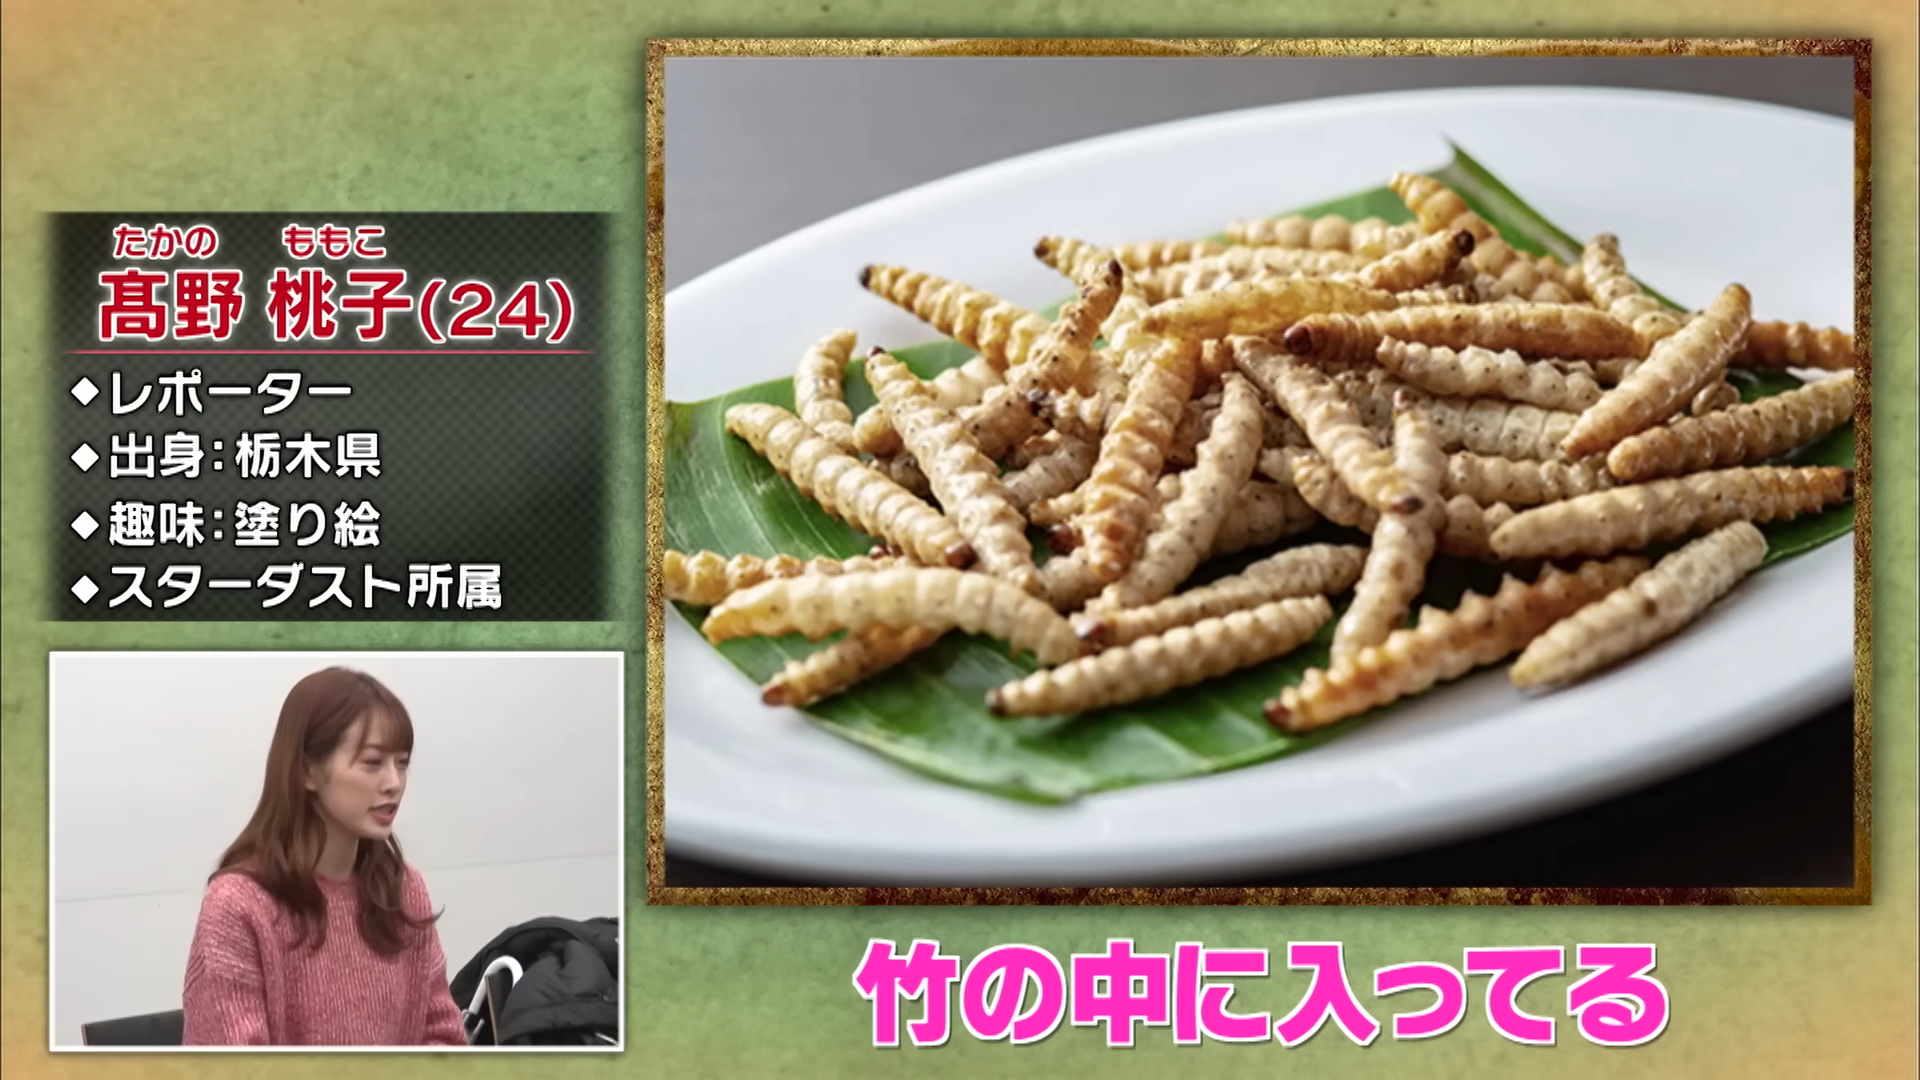 たかの ももこ
髙野 桃子(24)
◆レポーター
◆出身:栃木県
◆趣味:塗り絵
◆スターダスト所属
竹の中に入ってる